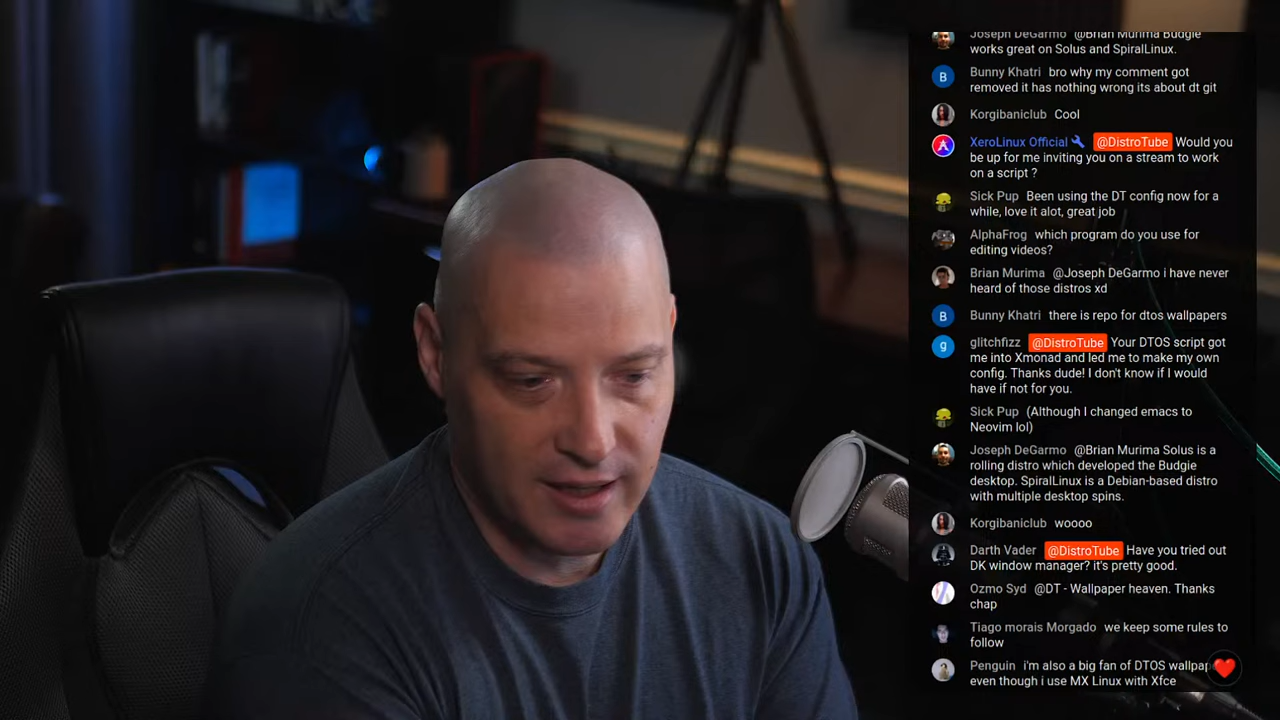 Joseph DeGarmo @Brian Murima Budgie
works great on Solus and SpiralLinux.
B Bunny Khatri bro why my comment got
removed it has nothing wrong its about dt git
Korgibaniclub Cool
XeroLinux Official @DistroTube Would you
be up for me inviting you on a stream to work
on a script ?
Sick Pup Been using the DT config now for a
while, love it alot, great job
AlphaFrog which program do you use for
editing videos?
Brian Murima @Joseph DeGarmo i have never
heard of those distros xd
B Bunny Khatri there is repo for dtos wallpapers
g glitchfizz @DistroTube Your DTOS script got
me into Xmonad and led me to make my own
config. Thanks dude! I don't know if I would
have if not for you.
Sick Pup (Although I changed emacs to
Neovim lol)
Joseph DeGarmo @Brian Murima Solus is a
rolling distro which developed the Budgie
desktop. SpiralLinux is a Debian-based distro
with multiple desktop spins.
Korgibaniclub woooo
Darth Vader @DistroTube Have you tried out
DK window manager? it's pretty good.
Ozmo Syd @DT - Wallpaper heaven. Thanks
chap
Tiago morais Morgado we keep some rules to
follow
Penguin i'm also a big fan of DTOS wallpap
even though i use MX Linux with Xfce